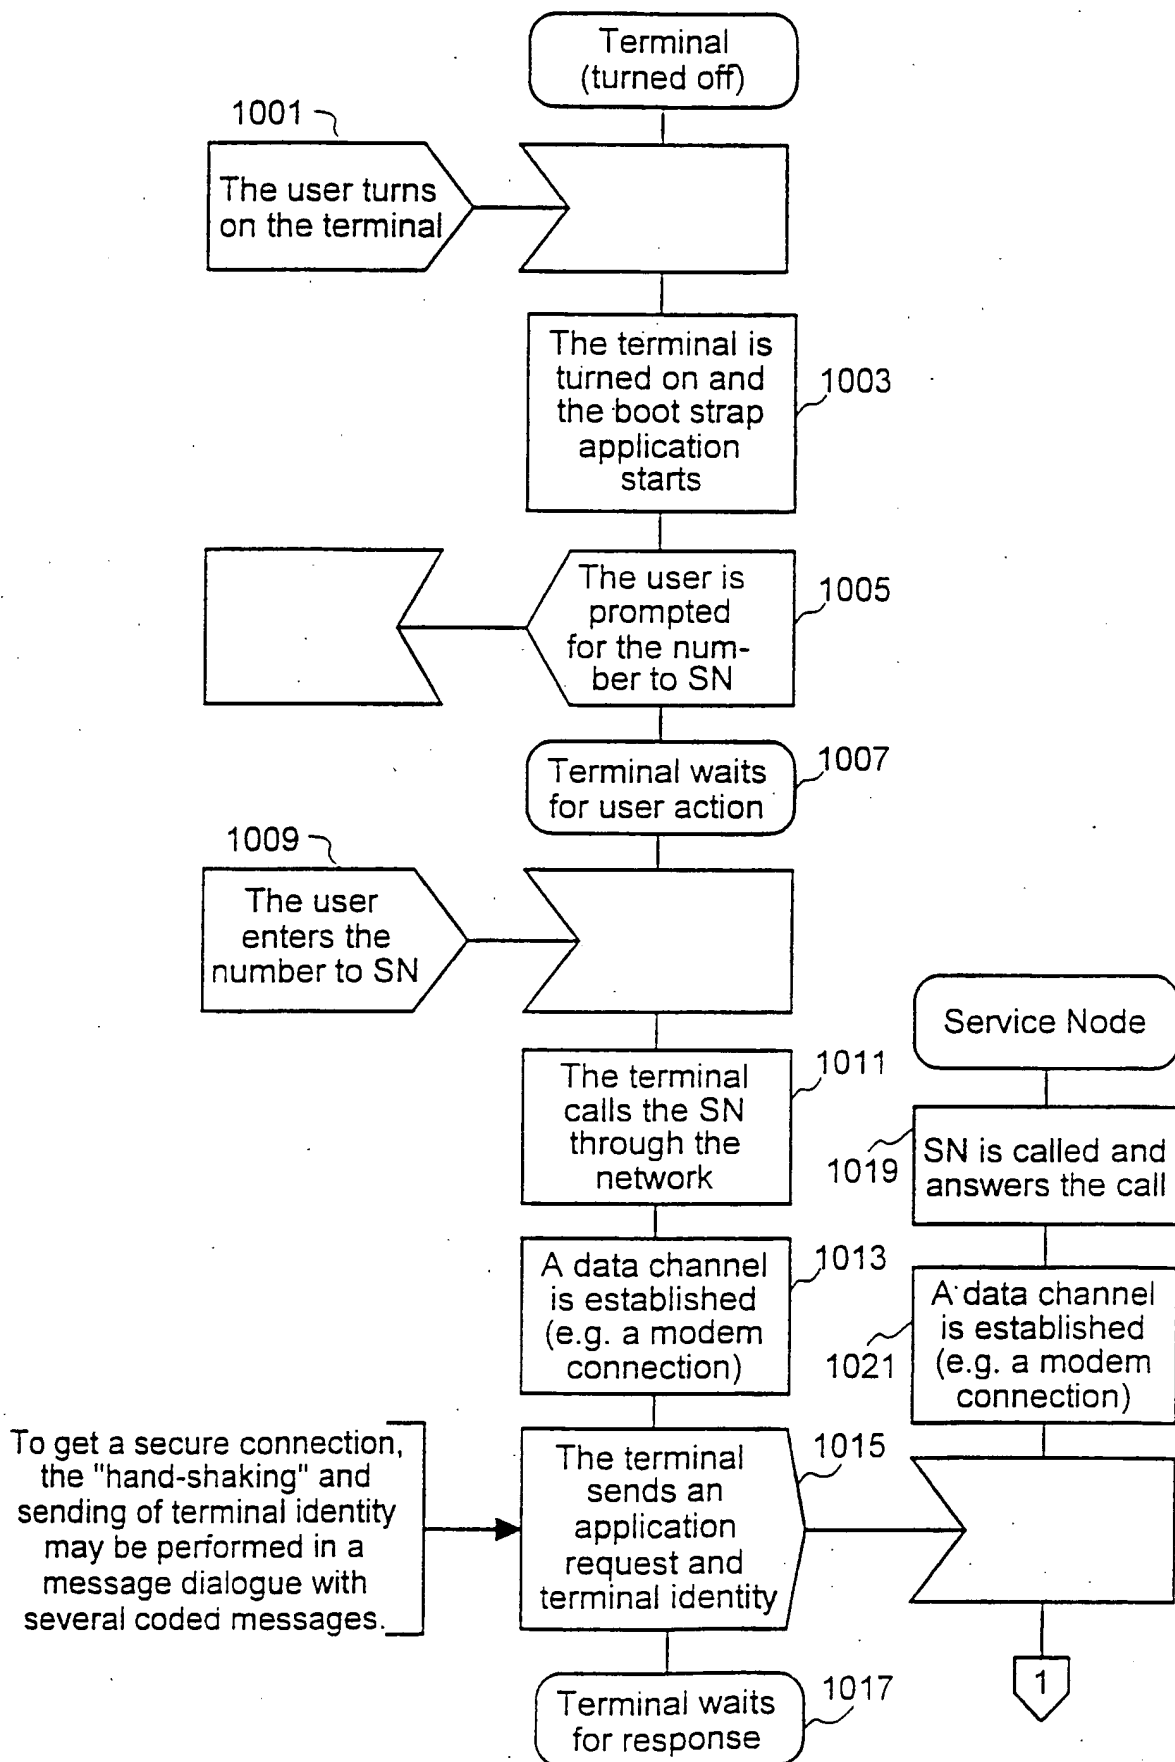 Terminal
(turned off)
1001
The user turns
on the terminal
The terminal is
turned on and
the boot strap
application
starts
1003
The user is
prompted
for the num-
ber to SN
1005
Terminal waits
for user action
1007
1009
The user
enters the
number to SN
Service Node
The terminal
calls the SN
through the
network
1011
SN is called and
answers the call
1019
A data channel
is established
(e.g. a modem
connection)
1013
A data channel
is established
(e.g. a modem
connection)
1021
To get a secure connection,
the "hand-shaking" and
sending of terminal identity
may be performed in a
message dialogue with
several coded messages.
The terminal
sends an
application
request and
terminal identity
1015
1
Terminal waits
for response
1017